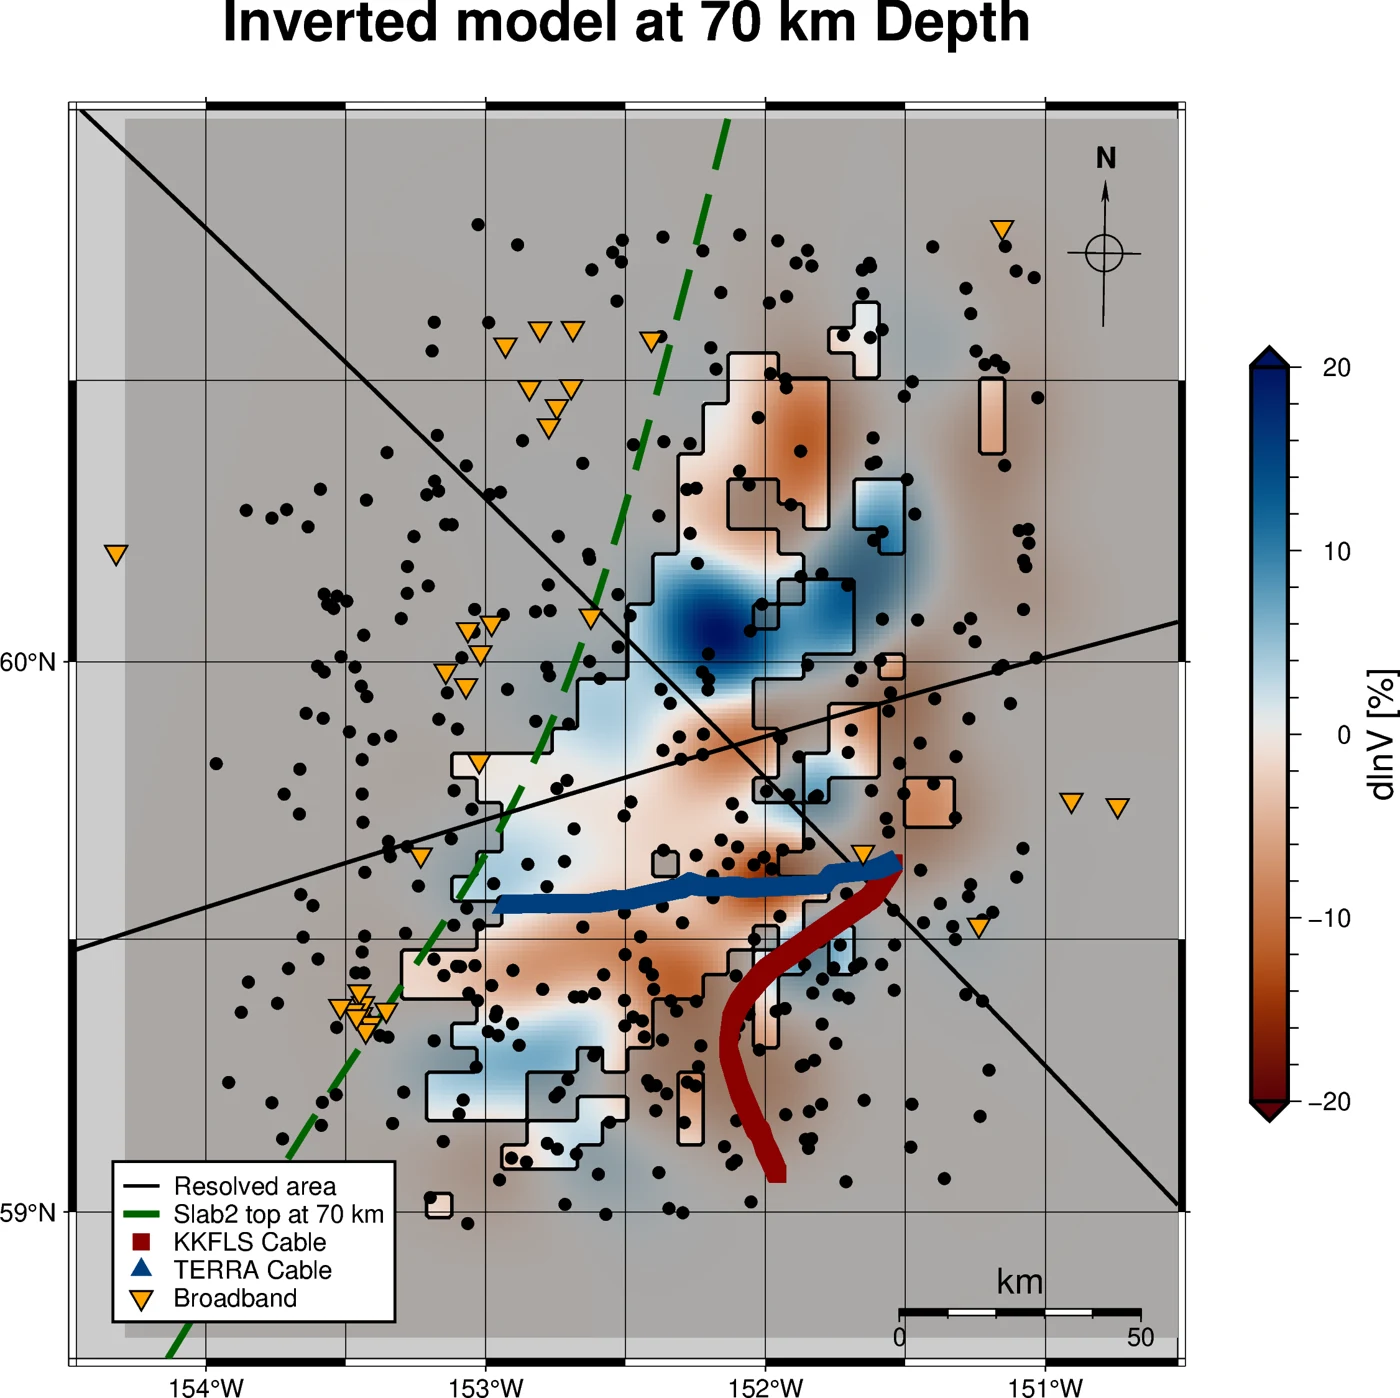 Inverted model at 70 km Depth
N
20
10
0
−10
−20
dlnV [%]
60°N
59°N
Resolved area
Slab2 top at 70 km
KKFLS Cable
TERRA Cable
Broadband
km
0 50
154°W 153°W 152°W 151°W